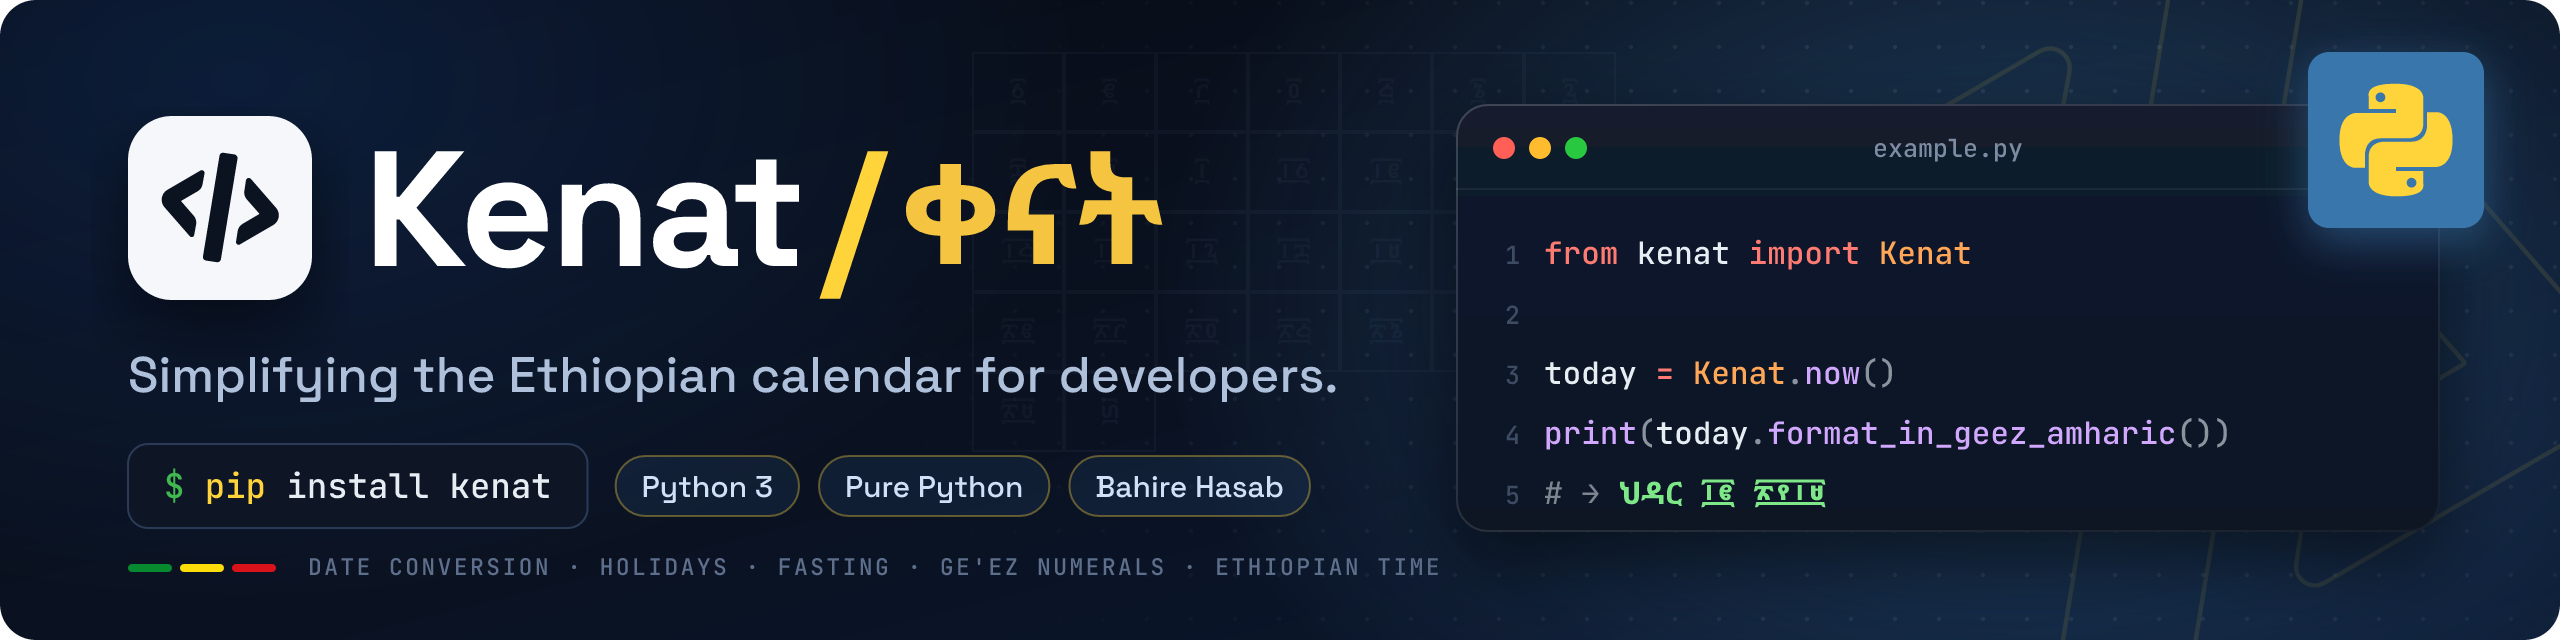 </>
Kenat/ቀናት
Simplifying the Ethiopian calendar for developers.
$ pip install kenat
Python 3
Pure Python
Bahire Hasab
DATE CONVERSION · HOLIDAYS · FASTING · GE'EZ NUMERALS · ETHIOPIAN TIME
example.py
1 from kenat import Kenat
2
3 today = Kenat.now()
4 print(today.format_in_geez_amharic())
5 # → ህዳር ፲፪ ፳፻፲፰